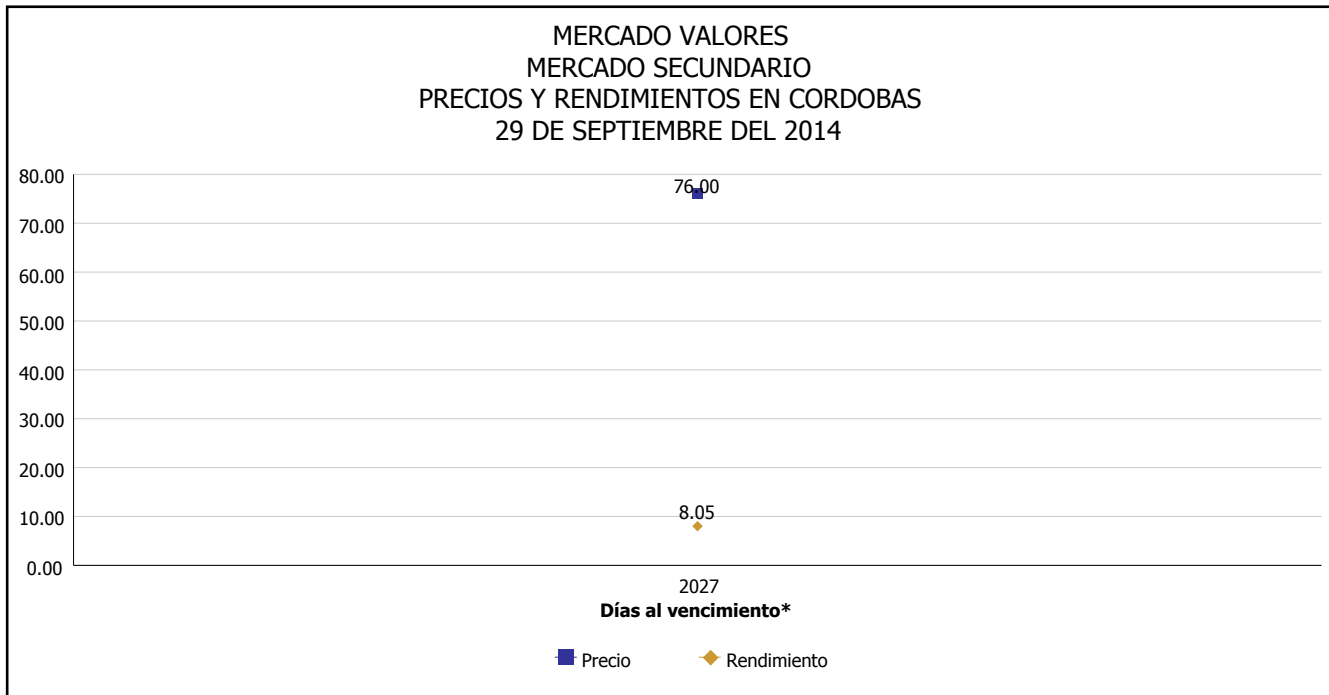 MERCADO VALORES
MERCADO SECUNDARIO
PRECIOS Y RENDIMIENTOS EN CORDOBAS
29 DE SEPTIEMBRE DEL 2014
80.00
76.00
70.00
60.00
50.00
40.00
30.00
20.00
10.00
8.05
0.00
2027
Días al vencimiento*
Precio Rendimiento